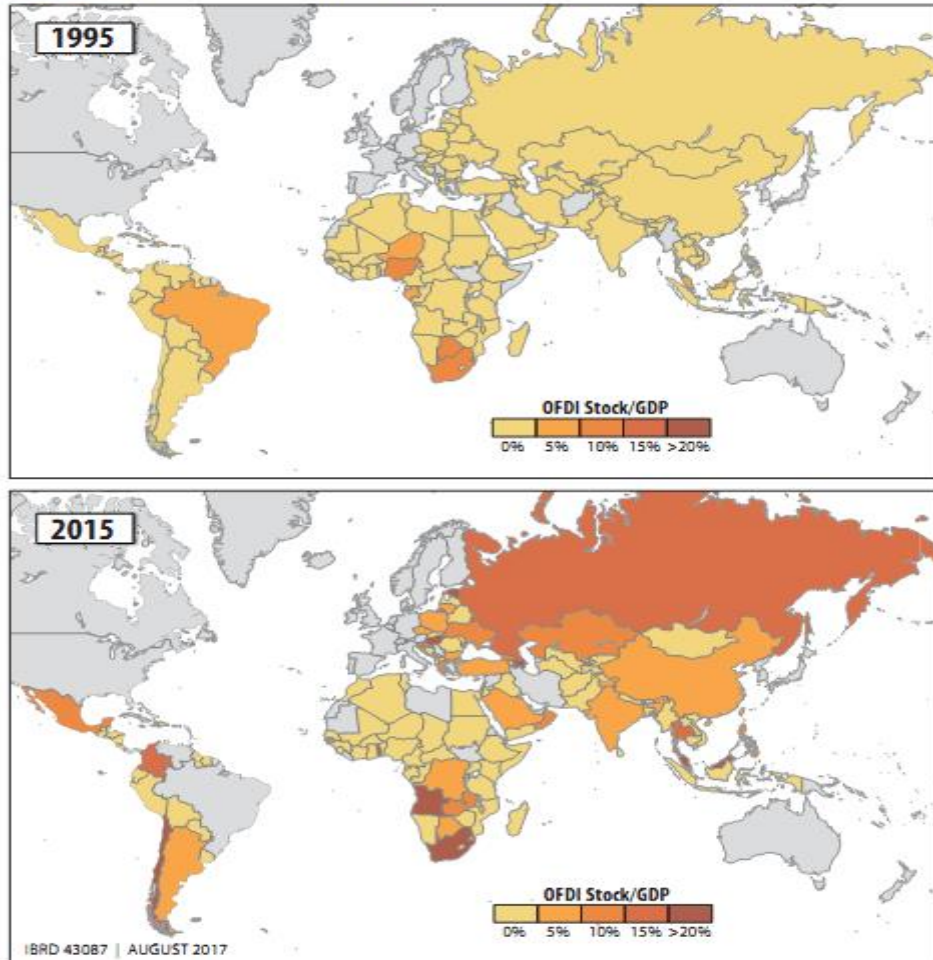 1995
OFDI Stock/GDP
0% 5% 10% 15% >20%
2015
OFDI Stock/GDP
0% 5% 10% 15% >20%
IBRD 43087 | AUGUST 2017